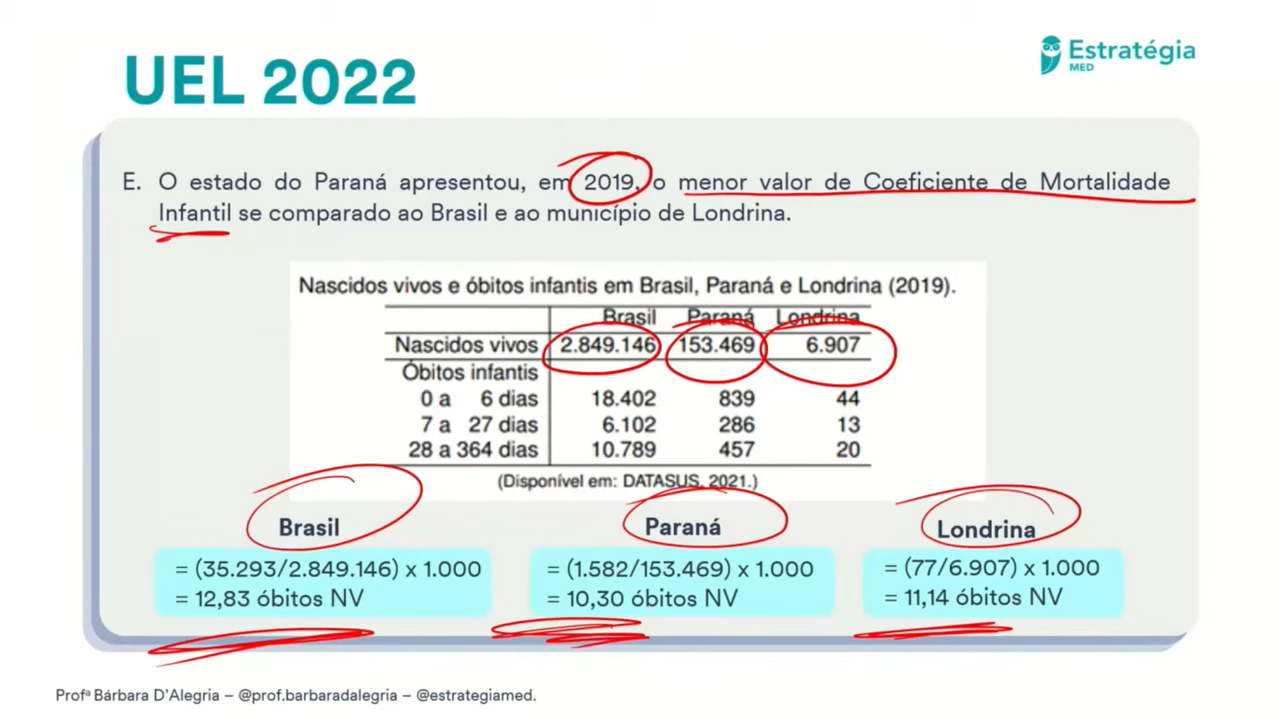 Estratégia
MED
UEL 2022
E. O estado do Paraná apresentou, em 2019, o menor valor de Coeficiente de Mortalidade
Infantil se comparado ao Brasil e ao município de Londrina.
Nascidos vivos e óbitos infantis em Brasil, Paraná e Londrina (2019).
Brasil Paraná Londrina
Nascidos vivos 2.849.146 153.469 6.907
Óbitos infantis
0 a 6 dias 18.402 839 44
7 a 27 dias 6.102 286 13
28 a 364 dias 10.789 457 20
(Disponível em: DATASUS, 2021.)
Brasil Paraná Londrina
= (35.293/2.849.146) x 1.000 = (1.582/153.469) x 1.000 = (77/6.907) x 1.000
= 12,83 óbitos NV = 10,30 óbitos NV = 11,14 óbitos NV
Profª Bárbara D'Alegria – @prof.barbaradalegria – @estrategiamed.